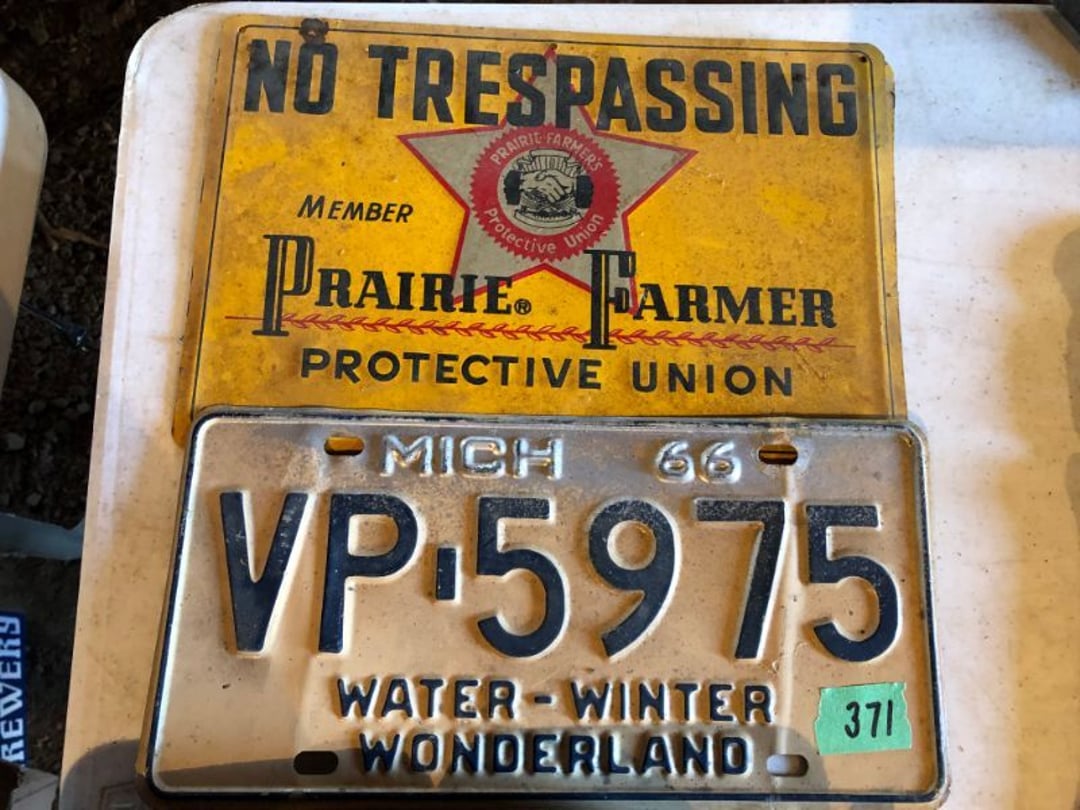 NO TRESPASSING
PRAIRIE FARMER'S
Protective Union
MEMBER
PRAIRIE® FARMER
PROTECTIVE UNION
MICH 66
VP-5975
WATER-WINTER
WONDERLAND
371
REWERY